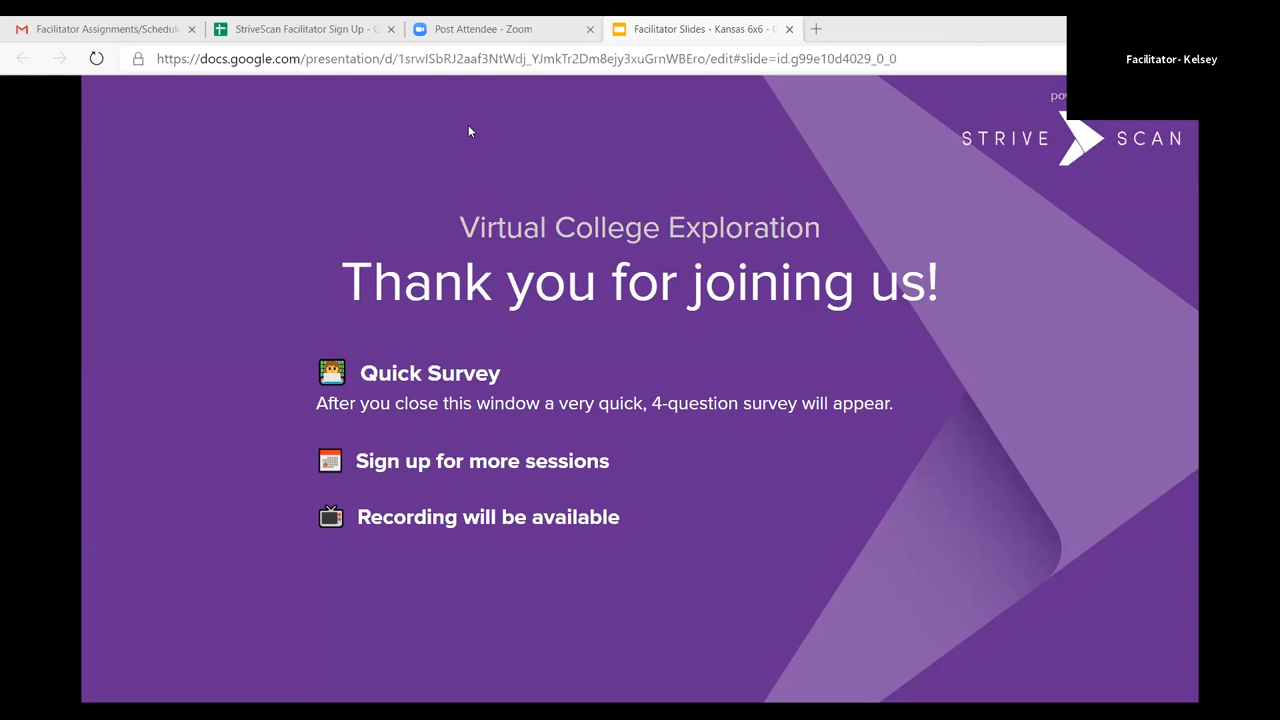 Facilitator Assignments/Schedul
StriveScan Facilitator Sign Up - G
Post Attendee - Zoom
Facilitator Slides - Kansas 6x6 - G
https://docs.google.com/presentation/d/1srwISbRJ2aaf3NtWdj_YJmkTr2Dm8ejy3xuGrnWBEro/edit#slide=id.g99e10d4029_0_0
Facilitator- Kelsey
STRIVE SCAN
Virtual College Exploration
Thank you for joining us!
Quick Survey
After you close this window a very quick, 4-question survey will appear.
Sign up for more sessions
Recording will be available